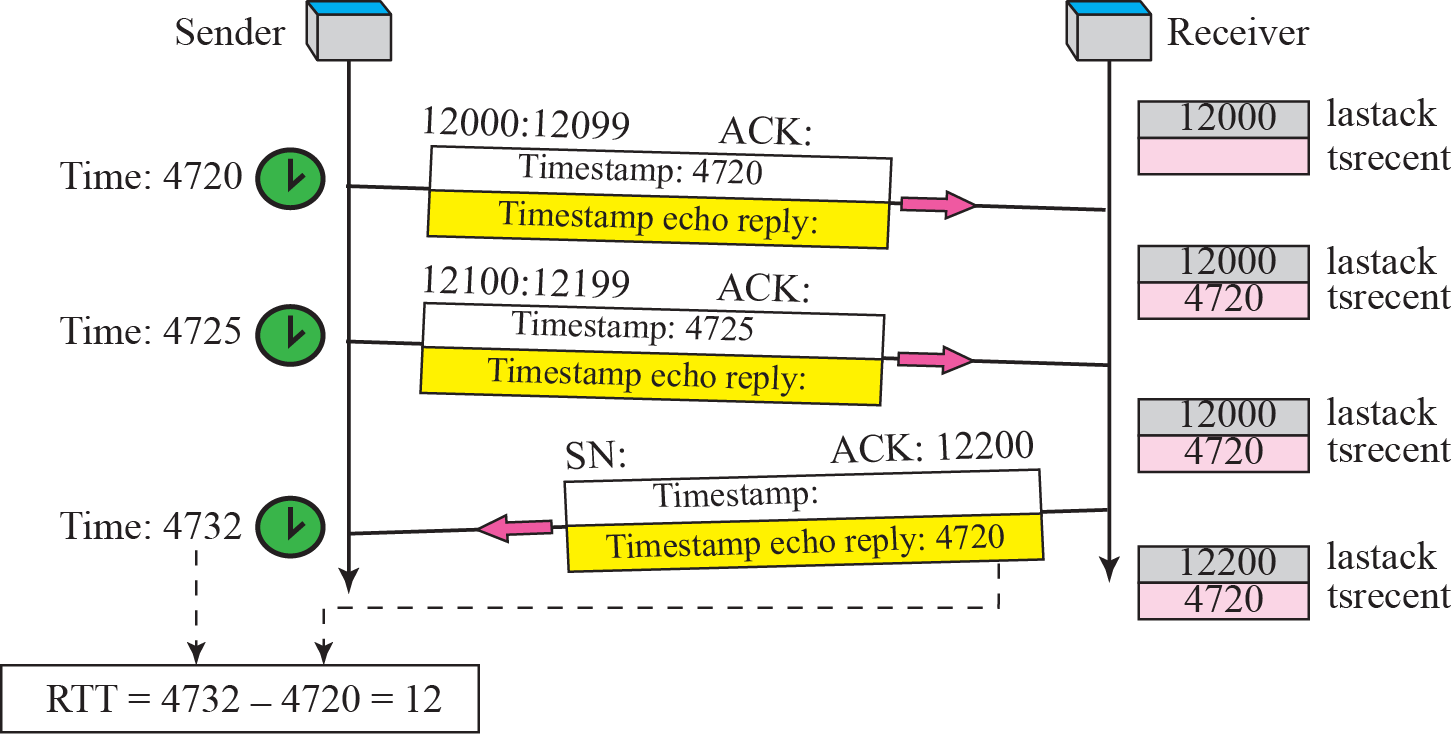 Sender
Receiver
12000:12099 ACK:
Timestamp: 4720
Timestamp echo reply:
Time: 4720
12000 lastack
tsrecent
12100:12199 ACK:
Timestamp: 4725
Timestamp echo reply:
Time: 4725
12000 lastack
4720 tsrecent
12000 lastack
4720 tsrecent
SN: ACK: 12200
Timestamp:
Timestamp echo reply: 4720
Time: 4732
12200 lastack
4720 tsrecent
RTT = 4732 – 4720 = 12